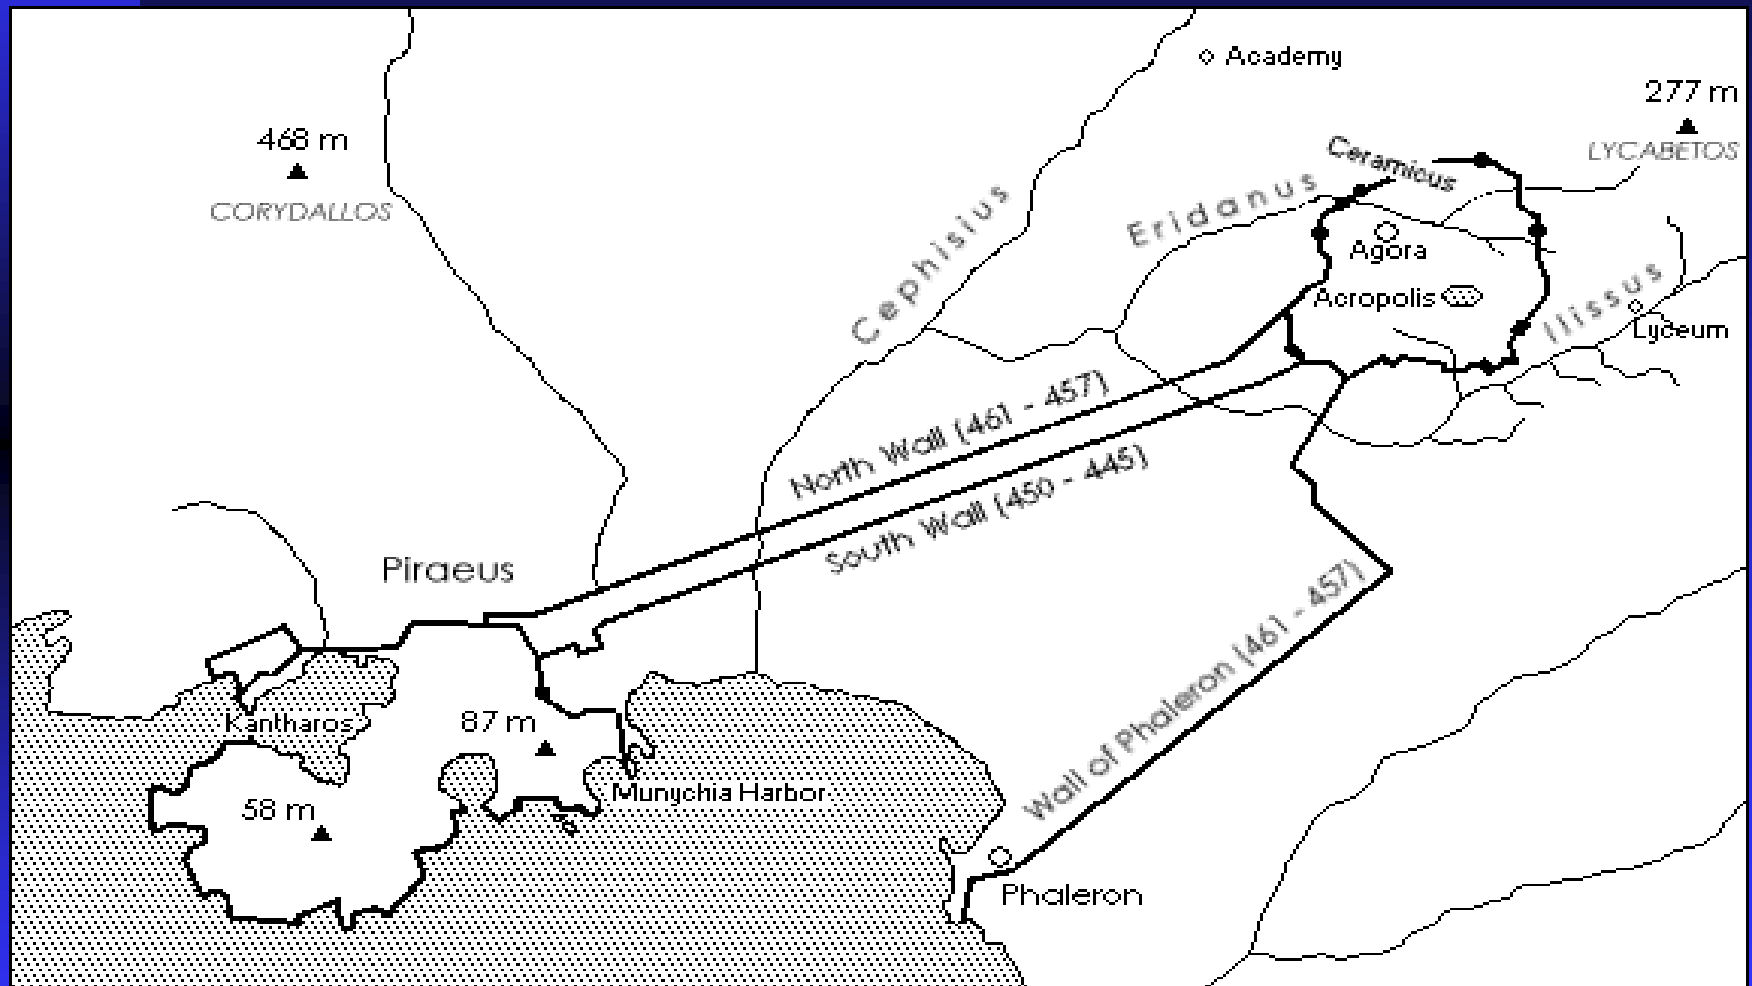 Academy
277 m
LYCABETOS
468 m
CORYDALLOS
Ceramicus
Eridanus
Cephisius
Agora
Acropolis
Ilissus
Lyceum
North Wall (461 - 457)
South Wall (450 - 445)
Piraeus
Wall of Phaleron (461 - 457)
Kantharos
87 m
Munychia Harbor
58 m
Phaleron